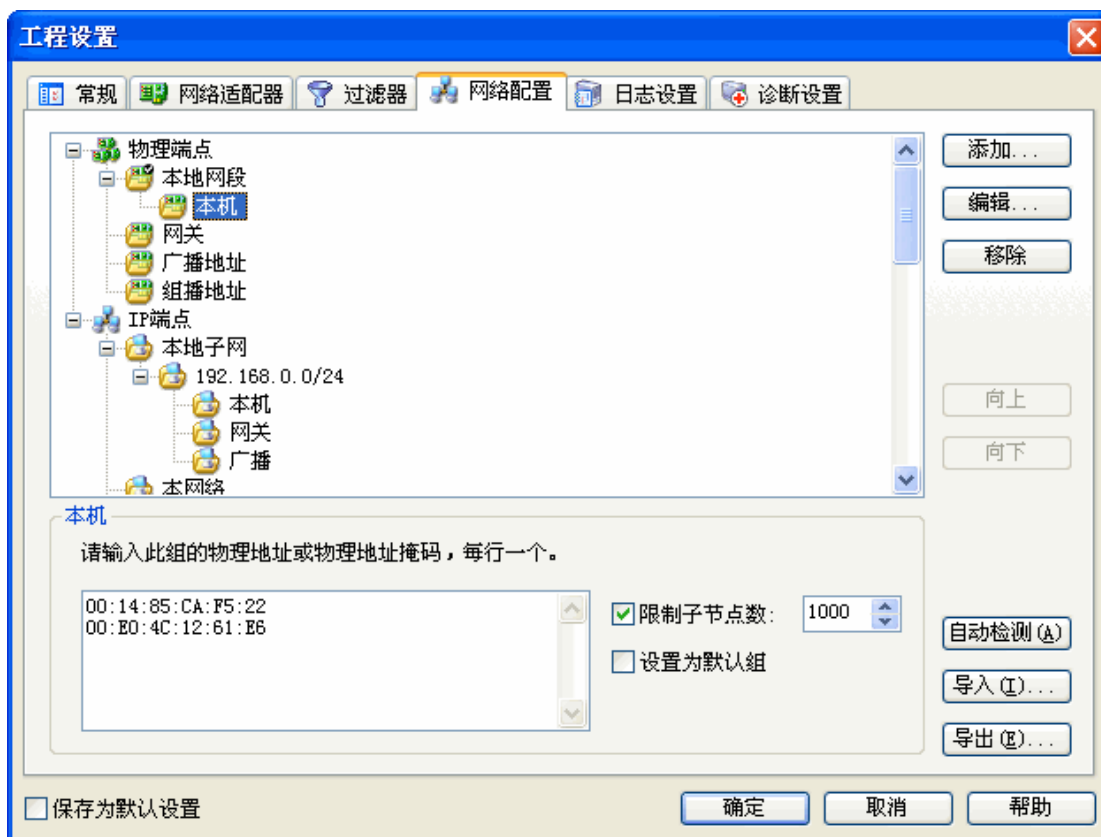 工程设置
常规 网络适配器 过滤器 网络配置 日志设置 诊断设置
物理端点
本地网段
本机
网关
广播地址
组播地址
IP端点
本地子网
192.168.0.0/24
本机
网关
广播
本网络
添加...
编辑...
移除
向上
向下
本机
请输入此组的物理地址或物理地址掩码，每行一个。
00:14:85:CA:F5:22
00:E0:4C:12:61:E6
限制子节点数: 1000
设置为默认组
自动检测(A)
导入(I)...
导出(E)...
保存为默认设置
确定 取消 帮助